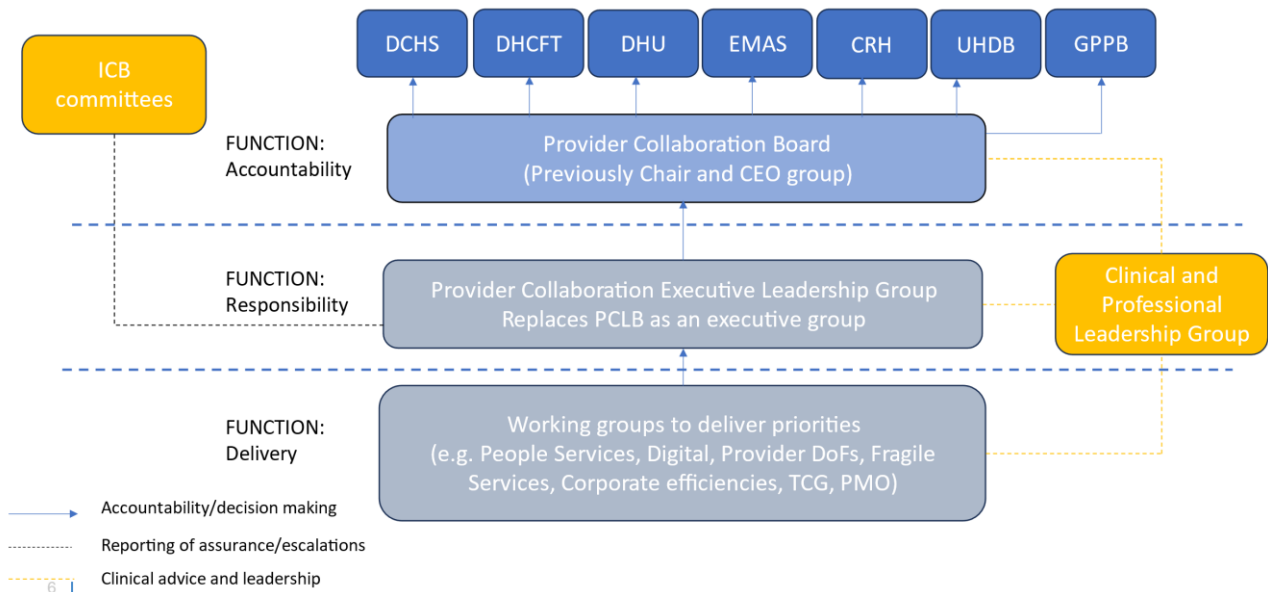 DCHS
DHCFT
DHU
EMAS
CRH
UHDB
GPPB
ICB
committees
FUNCTION:
Accountability
Provider Collaboration Board
(Previously Chair and CEO group)
FUNCTION:
Responsibility
Provider Collaboration Executive Leadership Group
Replaces PCLB as an executive group
Clinical and
Professional
Leadership Group
FUNCTION:
Delivery
Working groups to deliver priorities
(e.g. People Services, Digital, Provider DoFs, Fragile
Services, Corporate efficiencies, TCG, PMO)
Accountability/decision making
Reporting of assurance/escalations
Clinical advice and leadership
6